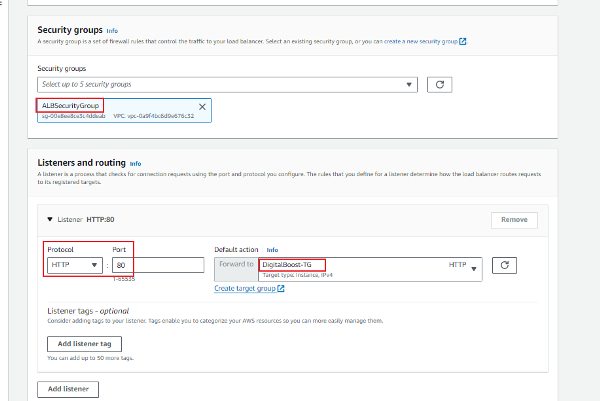 Security groups Info
A security group is a set of firewall rules that control the traffic to your load balancer. Select an existing security group, or you can create a new security group
Security groups
Select up to 5 security groups
ALBSecurityGroup
VPC: vpc-0a9f4bc6d9e676c32
Listeners and routing Info
A listener is a process that checks for connection requests using the port and protocol you configure. The rules that you define for a listener determine how the load balancer routes requests
to its registered targets.
Listener HTTP:80
Remove
Protocol Port Default action Info
HTTP : 80 Forward to DigitalBoost-TG HTTP
1-65535 Target type: Instance, IPv4
Create target group
Listener tags - optional
Consider adding tags to your listener. Tags enable you to categorize your AWS resources so you can more easily manage them.
Add listener tag
You can add up to 50 more tags.
Add listener